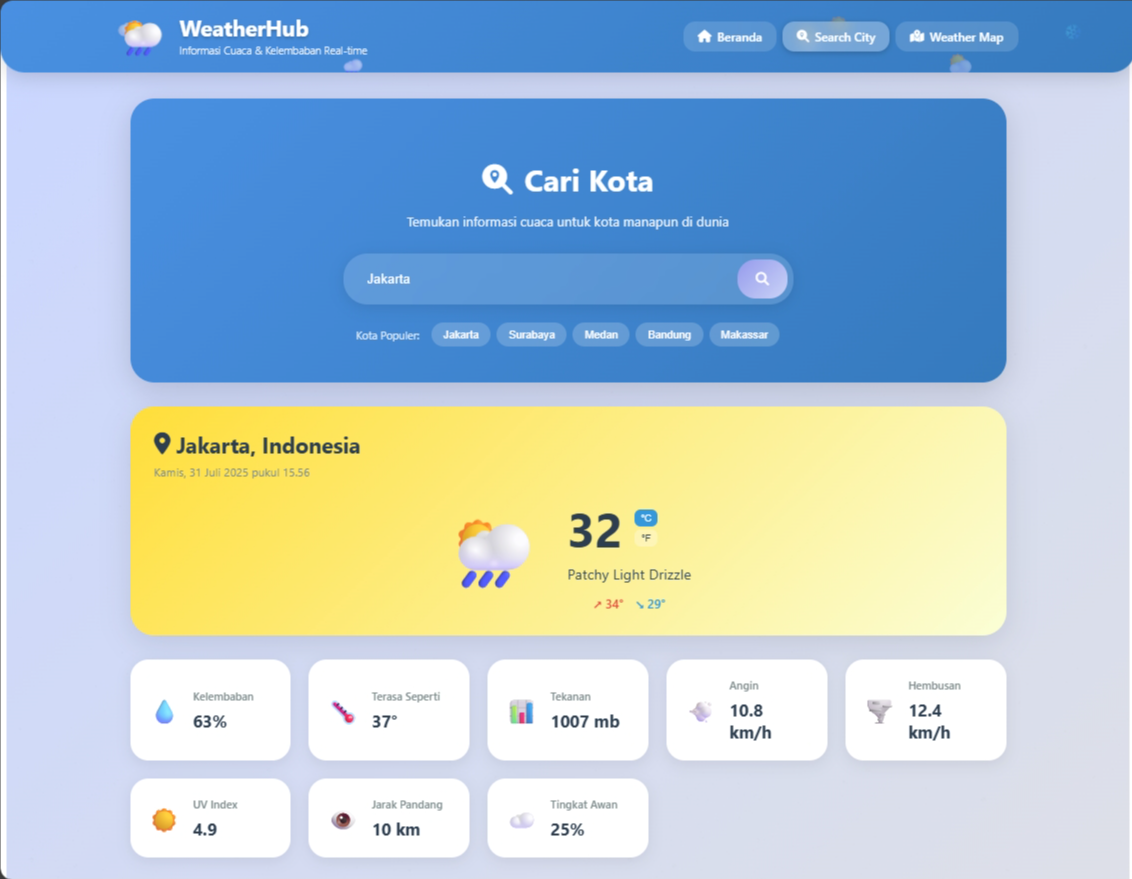 WeatherHub
Informasi Cuaca & Kelembaban Real-time
Beranda
Search City
Weather Map
Cari Kota
Temukan informasi cuaca untuk kota manapun di dunia
Jakarta
Kota Populer:
Jakarta
Surabaya
Medan
Bandung
Makassar
Jakarta, Indonesia
Kamis, 31 Juli 2025 pukul 15.56
32
°C
°F
Patchy Light Drizzle
↗ 34° ↘ 29°
Kelembaban
63%
Terasa Seperti
37°
Tekanan
1007 mb
Angin
10.8
km/h
Hembusan
12.4
km/h
UV Index
4.9
Jarak Pandang
10 km
Tingkat Awan
25%